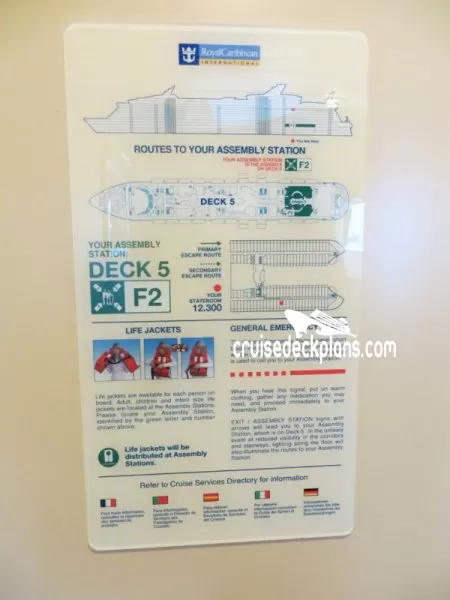 RoyalCaribbean
INTERNATIONAL
You Are Here
ROUTES TO YOUR ASSEMBLY STATION
YOUR ASSEMBLY STATION
IS THE
ON DECK 5
F2
DECK 5
YOUR ASSEMBLY
STATION:
DECK 5
F2
PRIMARY
ESCAPE ROUTE
SECONDARY
ESCAPE ROUTE
YOUR
STATEROOM
12.300
LIFE JACKETS
GENERAL EMERGENCY
cruisedeckplans.com
is used to call you to your Assembly Station.
Life jackets are available for each person on
board. Adult, children and infant size life
jackets are located at the Assembly Stations.
Please locate your Assembly Station,
identified by the green letter and number
shown above.
When you hear this signal, put on warm
clothing, gather any medication you may
need, and proceed immediately to your
Assembly Station.
EXIT / ASSEMBLY STATION signs with
arrows will lead you to your Assembly
Station, which is on Deck 5. In the unlikely
event of reduced visibility in the corridors
and stairways, lighting along the floor will
also illuminate the routes to your Assembly
Station.
Life jackets will be
distributed at Assembly
Stations.
Refer to Cruise Services Directory for information